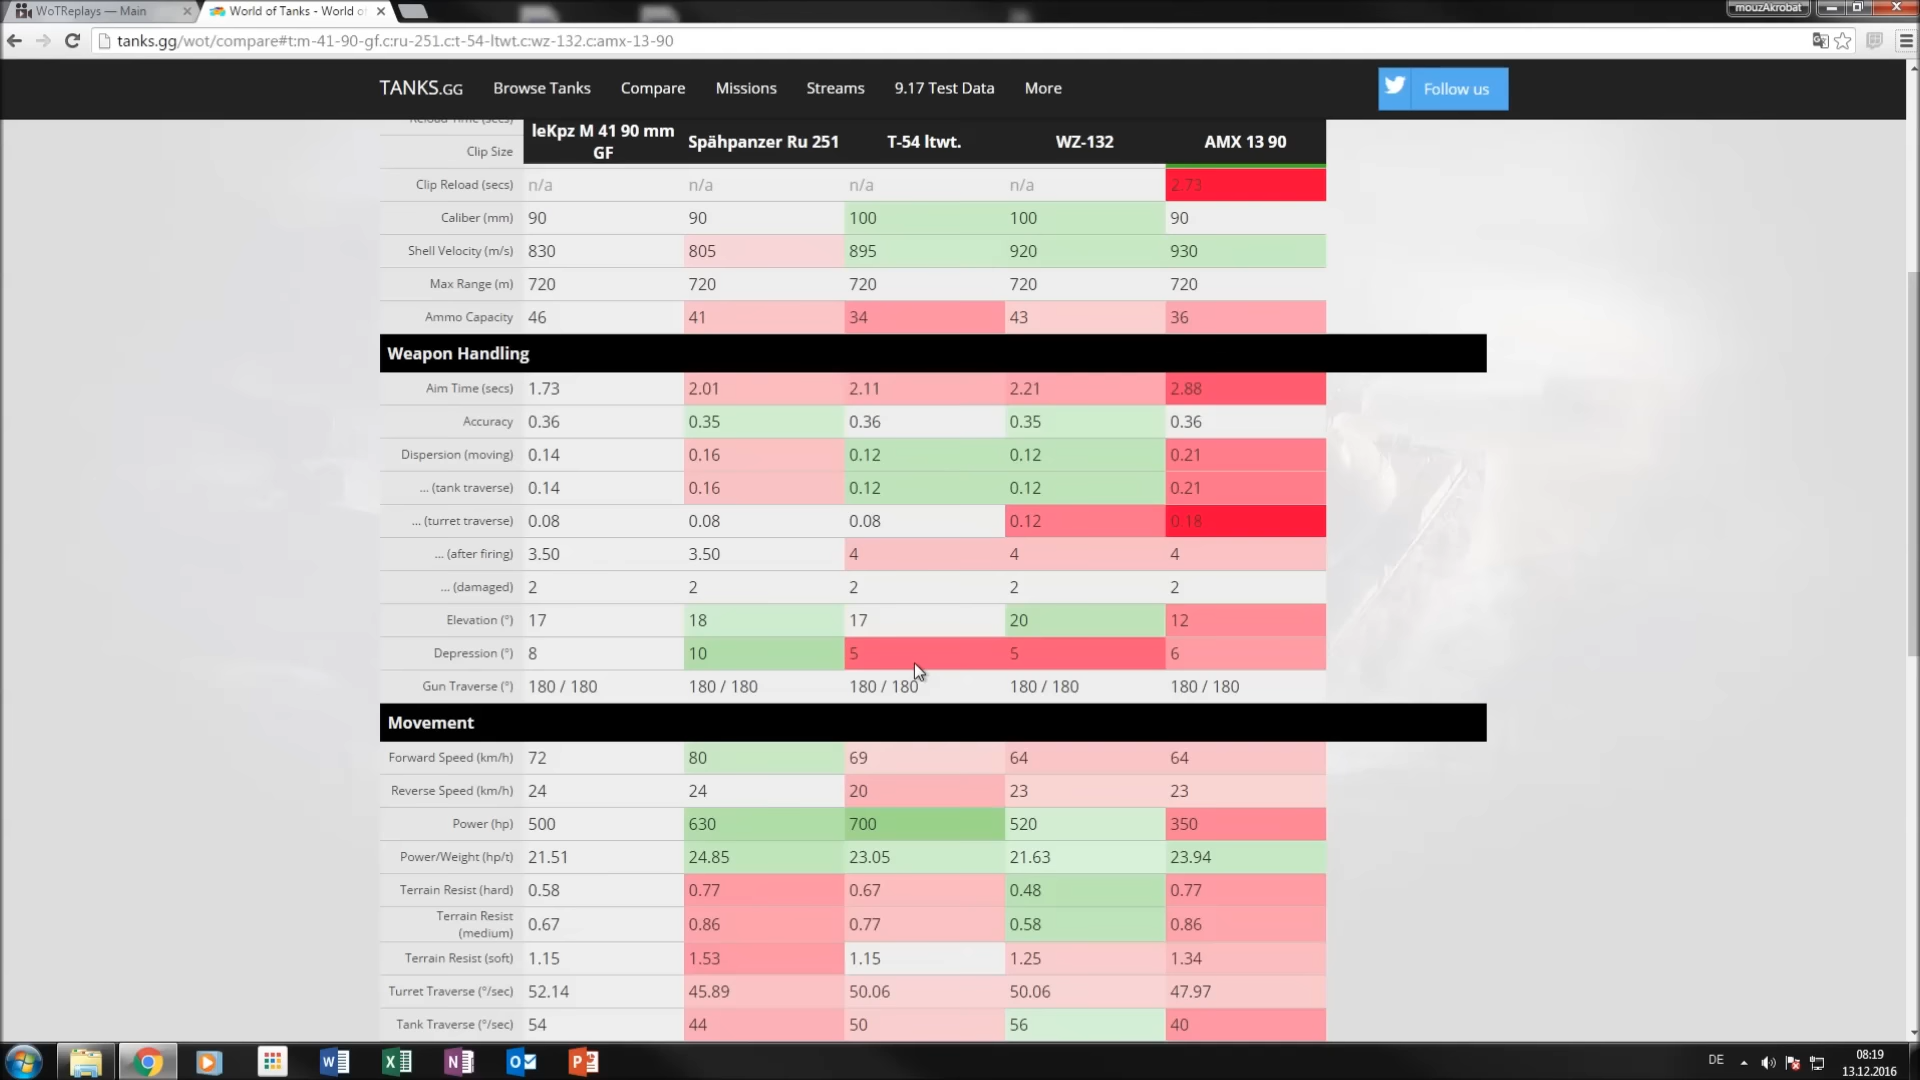 WoTReplays — Main
World of Tanks - World o
mouzAkrobat
tanks.gg/wot/compare#t:m-41-90-gf.c:ru-251.c:t-54-ltwt.c:wz-132.c:amx-13-90
TANKS.GG Browse Tanks Compare Missions Streams 9.17 Test Data More Follow us
Reload Time (secs)
Clip Size leKpz M 41 90 mm GF Spähpanzer Ru 251 T-54 ltwt. WZ-132 AMX 13 90
Clip Reload (secs) n/a n/a n/a n/a 2.73
Caliber (mm) 90 90 100 100 90
Shell Velocity (m/s) 830 805 895 920 930
Max Range (m) 720 720 720 720 720
Ammo Capacity 46 41 34 43 36
Weapon Handling
Aim Time (secs) 1.73 2.01 2.11 2.21 2.88
Accuracy 0.36 0.35 0.36 0.35 0.36
Dispersion (moving) 0.14 0.16 0.12 0.12 0.21
... (tank traverse) 0.14 0.16 0.12 0.12 0.21
... (turret traverse) 0.08 0.08 0.08 0.12 0.18
... (after firing) 3.50 3.50 4 4 4
... (damaged) 2 2 2 2 2
Elevation (°) 17 18 17 20 12
Depression (°) 8 10 5 5 6
Gun Traverse (°) 180 / 180 180 / 180 180 / 180 180 / 180 180 / 180
Movement
Forward Speed (km/h) 72 80 69 64 64
Reverse Speed (km/h) 24 24 20 23 23
Power (hp) 500 630 700 520 350
Power/Weight (hp/t) 21.51 24.85 23.05 21.63 23.94
Terrain Resist (hard) 0.58 0.77 0.67 0.48 0.77
Terrain Resist (medium) 0.67 0.86 0.77 0.58 0.86
Terrain Resist (soft) 1.15 1.53 1.15 1.25 1.34
Turret Traverse (°/sec) 52.14 45.89 50.06 50.06 47.97
Tank Traverse (°/sec) 54 44 50 56 40
DE
08:19
13.12.2016